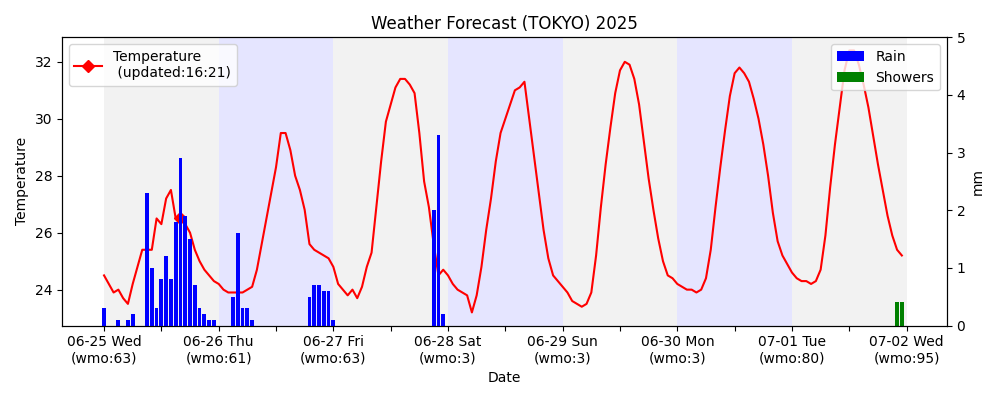 Weather Forecast (TOKYO) 2025
Temperature
(updated:16:21)
Rain
Showers
32
30
28
26
24
Temperature
5
4
3
2
1
0
mm
06-25 Wed
(wmo:63)
06-26 Thu
(wmo:61)
06-27 Fri
(wmo:63)
06-28 Sat
(wmo:3)
06-29 Sun
(wmo:3)
06-30 Mon
(wmo:3)
07-01 Tue
(wmo:80)
07-02 Wed
(wmo:95)
Date